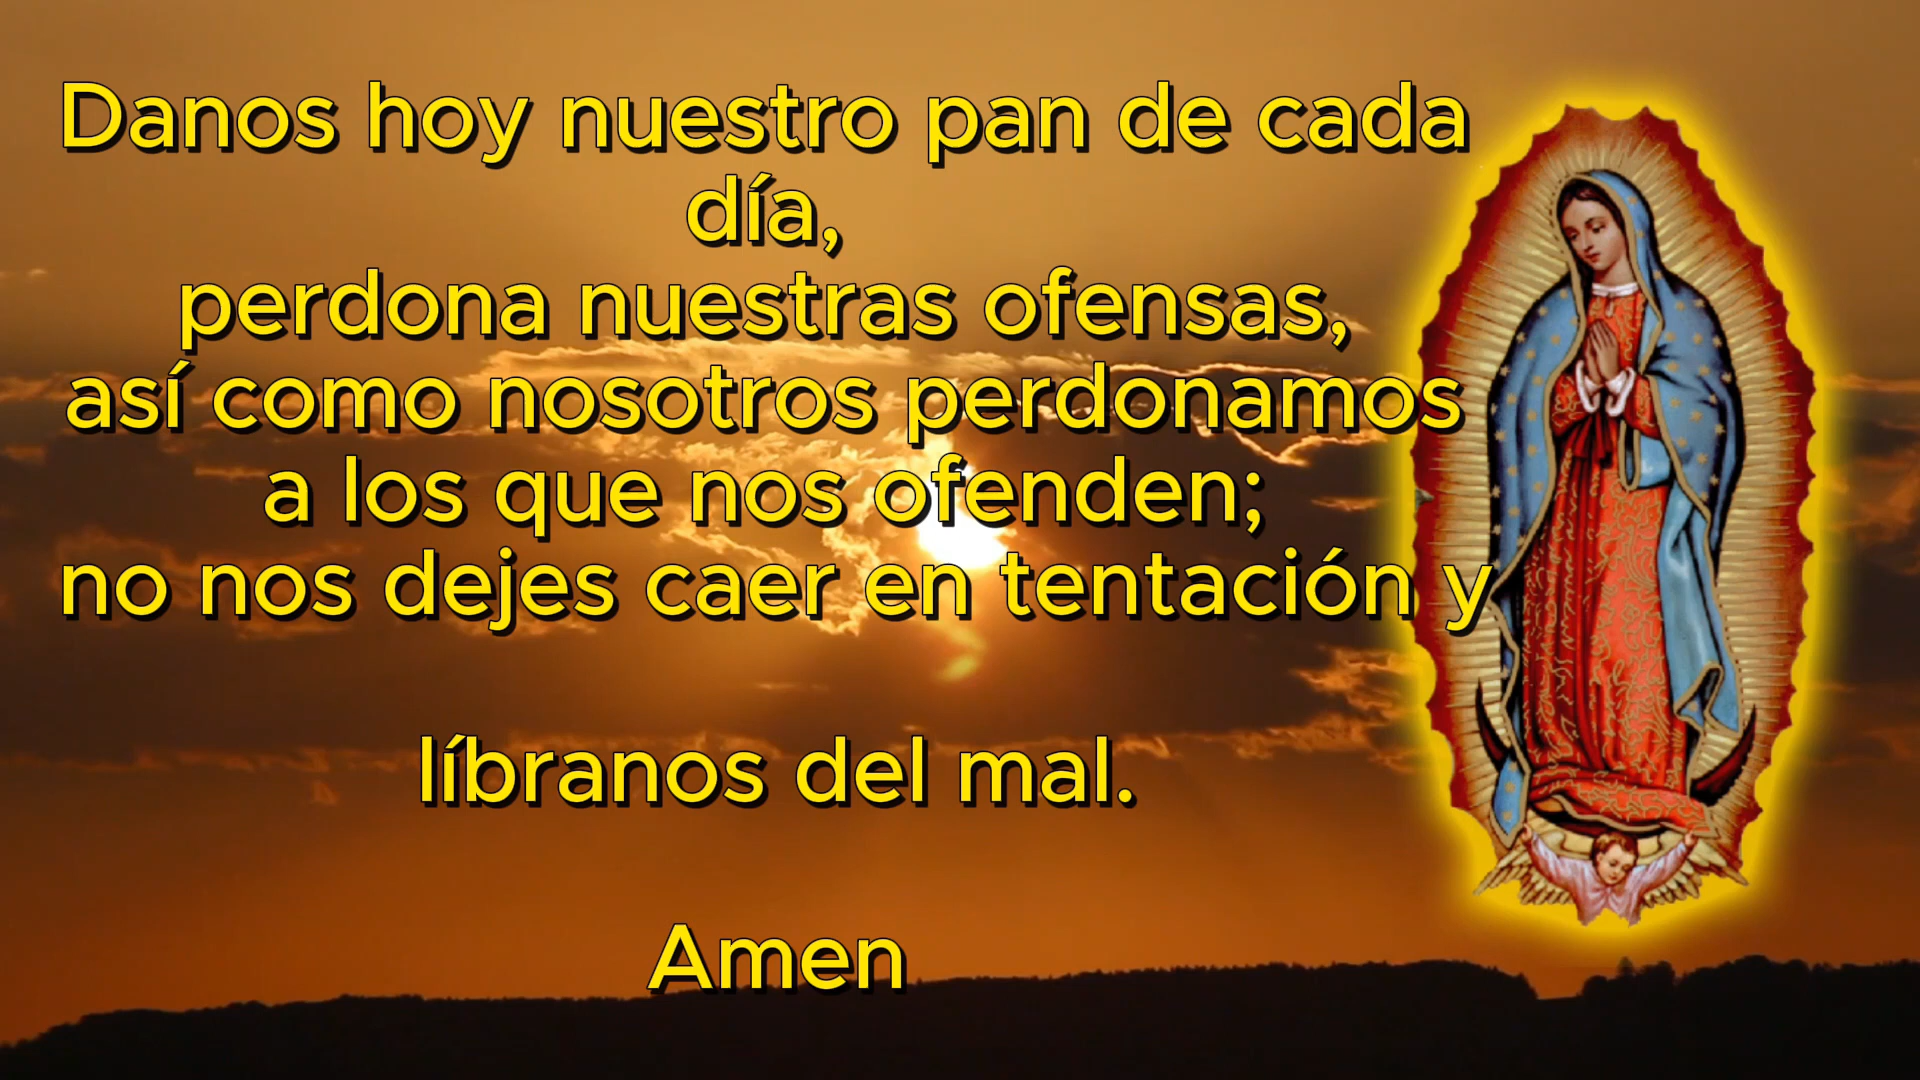 Danos hoy nuestro pan de cada
día,
perdona nuestras ofensas,
así como nosotros perdonamos
a los que nos ofenden;
no nos dejes caer en tentación y
líbranos del mal.
Amen